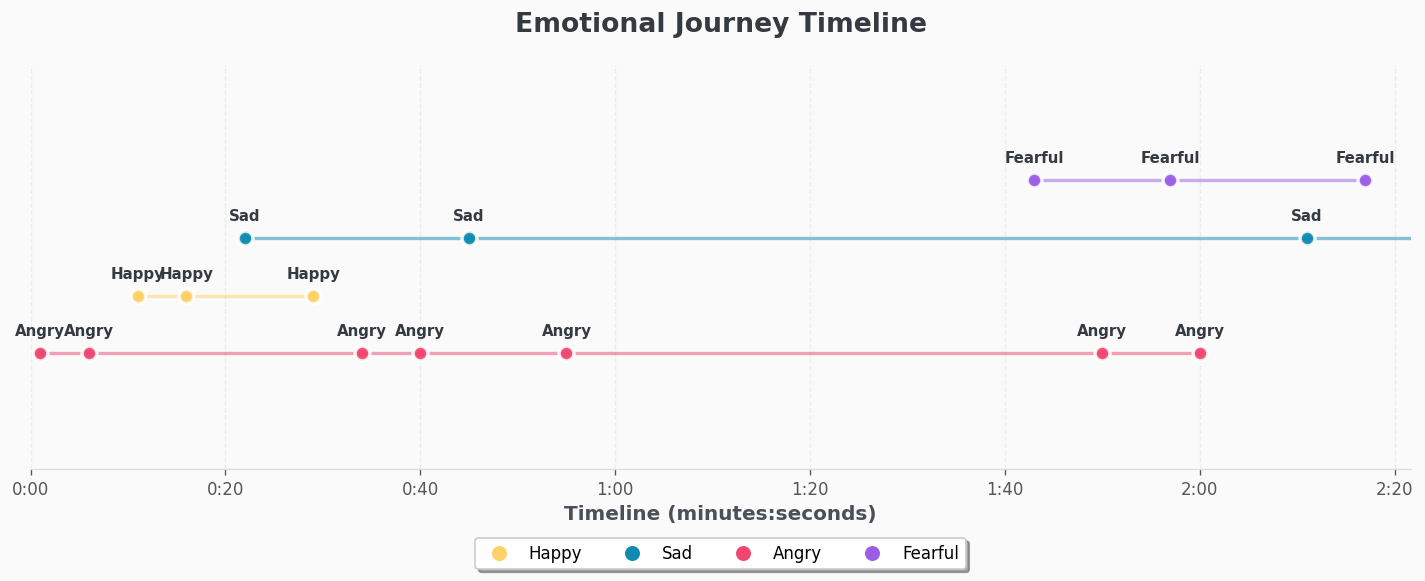 Emotional Journey Timeline
Fearful Fearful Fearful
Sad Sad Sad
Happy Happy Happy
Angry Angry Angry Angry Angry Angry Angry
0:00 0:20 0:40 1:00 1:20 1:40 2:00 2:20
Timeline (minutes:seconds)
Happy Sad Angry Fearful